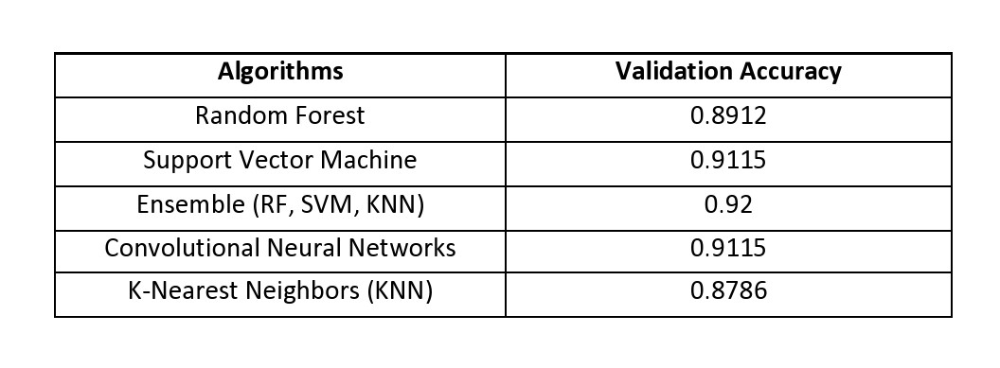 Algorithms Validation Accuracy
Random Forest 0.8912
Support Vector Machine 0.9115
Ensemble (RF, SVM, KNN) 0.92
Convolutional Neural Networks 0.9115
K-Nearest Neighbors (KNN) 0.8786